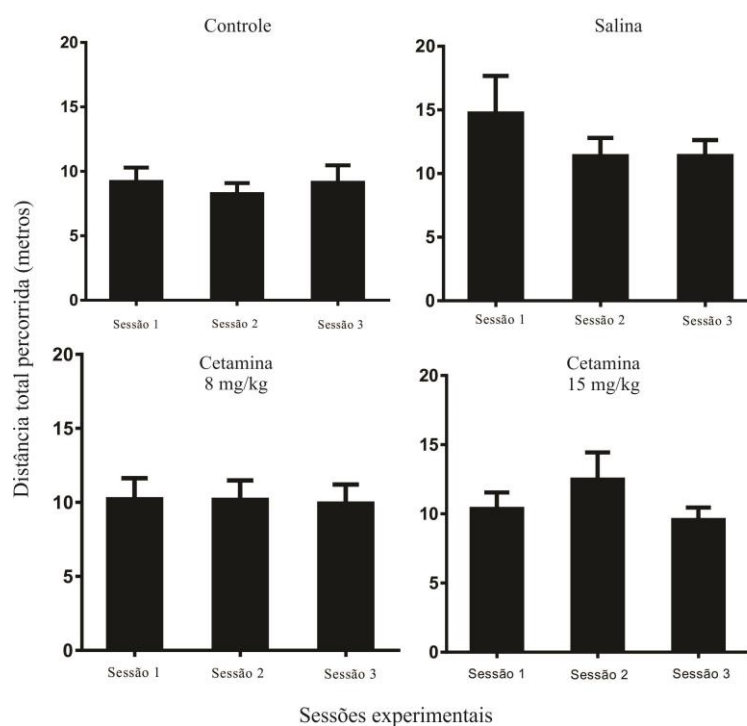 Controle
20
15
10
5
0
Sessão 1 Sessão 2 Sessão 3
Salina
20
15
10
5
0
Sessão 1 Sessão 2 Sessão 3
Distância total percorrida (metros)
Cetamina
8 mg/kg
20
15
10
5
0
Sessão 1 Sessão 2 Sessão 3
Cetamina
15 mg/kg
20
15
10
5
0
Sessão 1 Sessão 2 Sessão 3
Sessões experimentais